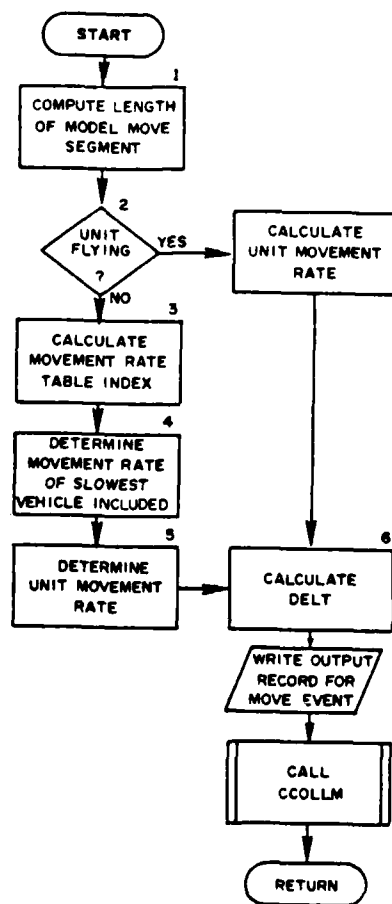 START
1
COMPUTE LENGTH
OF MODEL MOVE
SEGMENT
2
UNIT
FLYING
?
YES
NO
CALCULATE
UNIT MOVEMENT
RATE
3
CALCULATE
MOVEMENT RATE
TABLE INDEX
4
DETERMINE
MOVEMENT RATE
OF SLOWEST
VEHICLE INCLUDED
5
DETERMINE
UNIT MOVEMENT
RATE
6
CALCULATE
DELT
WRITE OUTPUT
RECORD FOR
MOVE EVENT
CALL
CCOLLM
RETURN